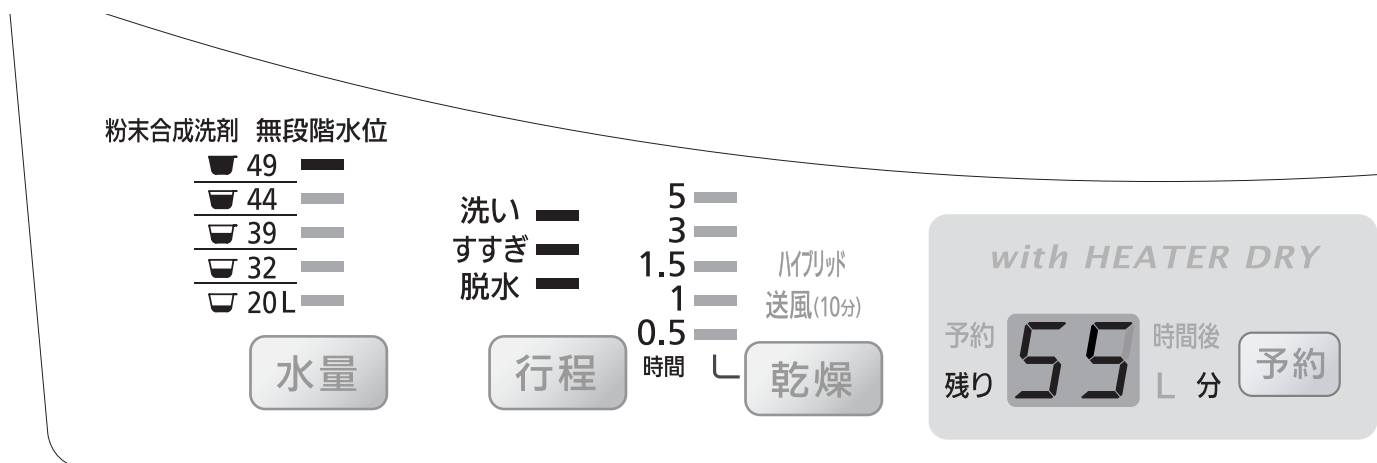 粉末合成洗剤 無段階水位
49
44
39
32
20L
水量
洗い
すすぎ
脱水
行程
5
3
1.5
1
0.5
時間
ハイブリッド
送風(10分)
乾燥
with HEATER DRY
予約 55 時間後
残り L 分
予約